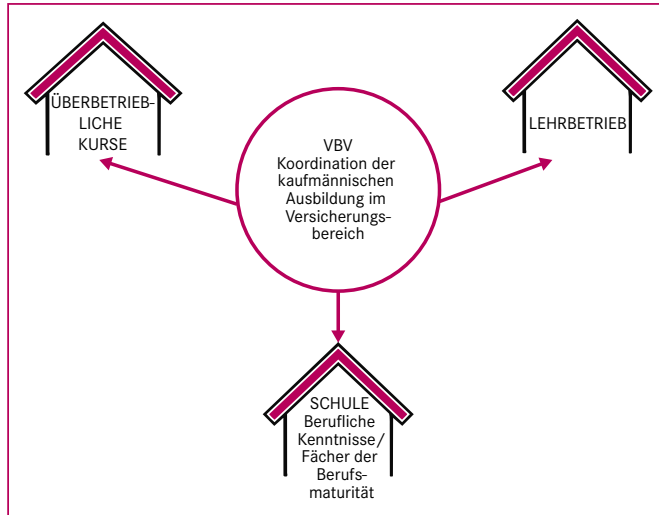 ÜBERBETRIEB-
LICHE
KURSE
VBV
Koordination der
kaufmännischen
Ausbildung im
Versicherungs-
bereich
LEHRBETRIEB
SCHULE
Berufliche
Kenntnisse/
Fächer der
Berufs-
maturität